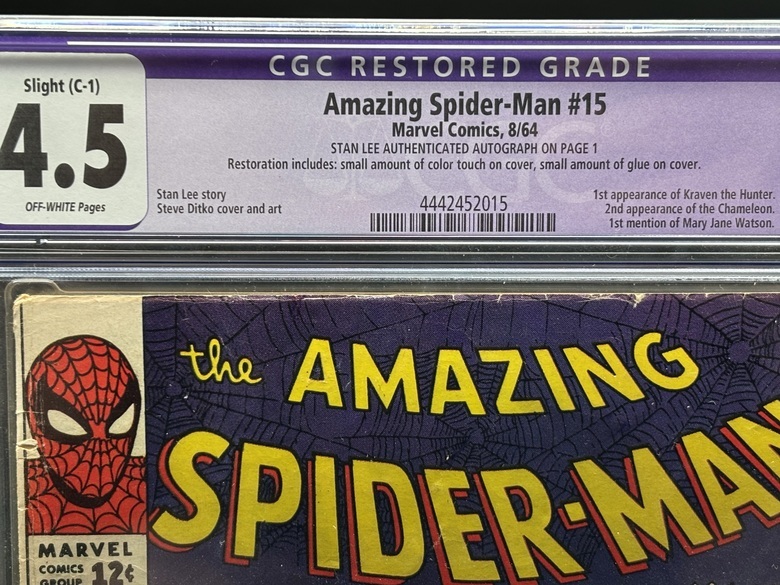 CGC RESTORED GRADE
Slight (C-1)
4.5
OFF-WHITE Pages
Amazing Spider-Man #15
Marvel Comics, 8/64
STAN LEE AUTHENTICATED AUTOGRAPH ON PAGE 1
Restoration includes: small amount of color touch on cover, small amount of glue on cover.
Stan Lee story
Steve Ditko cover and art
4442452015
1st appearance of Kraven the Hunter.
2nd appearance of the Chameleon.
1st mention of Mary Jane Watson.
the AMAZING
SPIDER-MAN
MARVEL
COMICS
GROUP
12¢